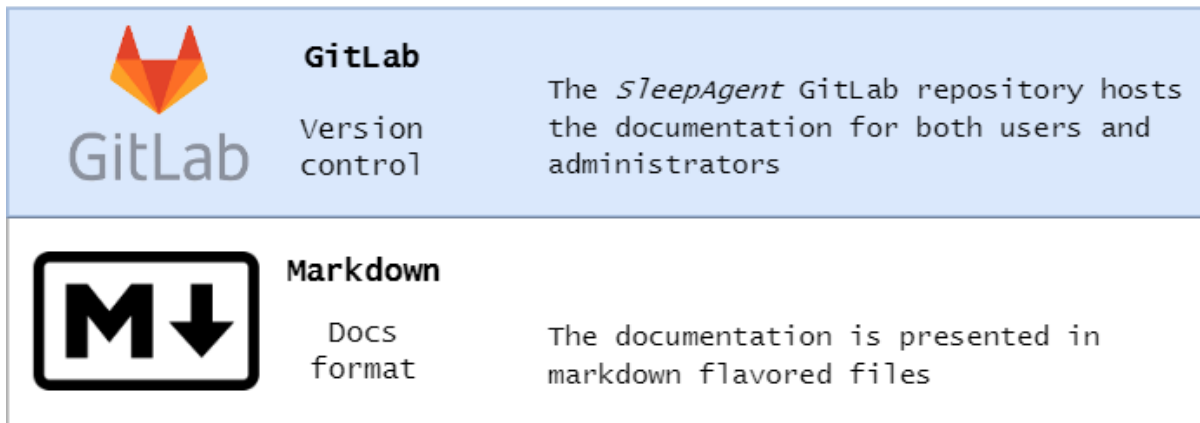 GitLab
GitLab
Version
control
The SleepAgent GitLab repository hosts
the documentation for both users and
administrators
M
Markdown
Docs
format
The documentation is presented in
markdown flavored files